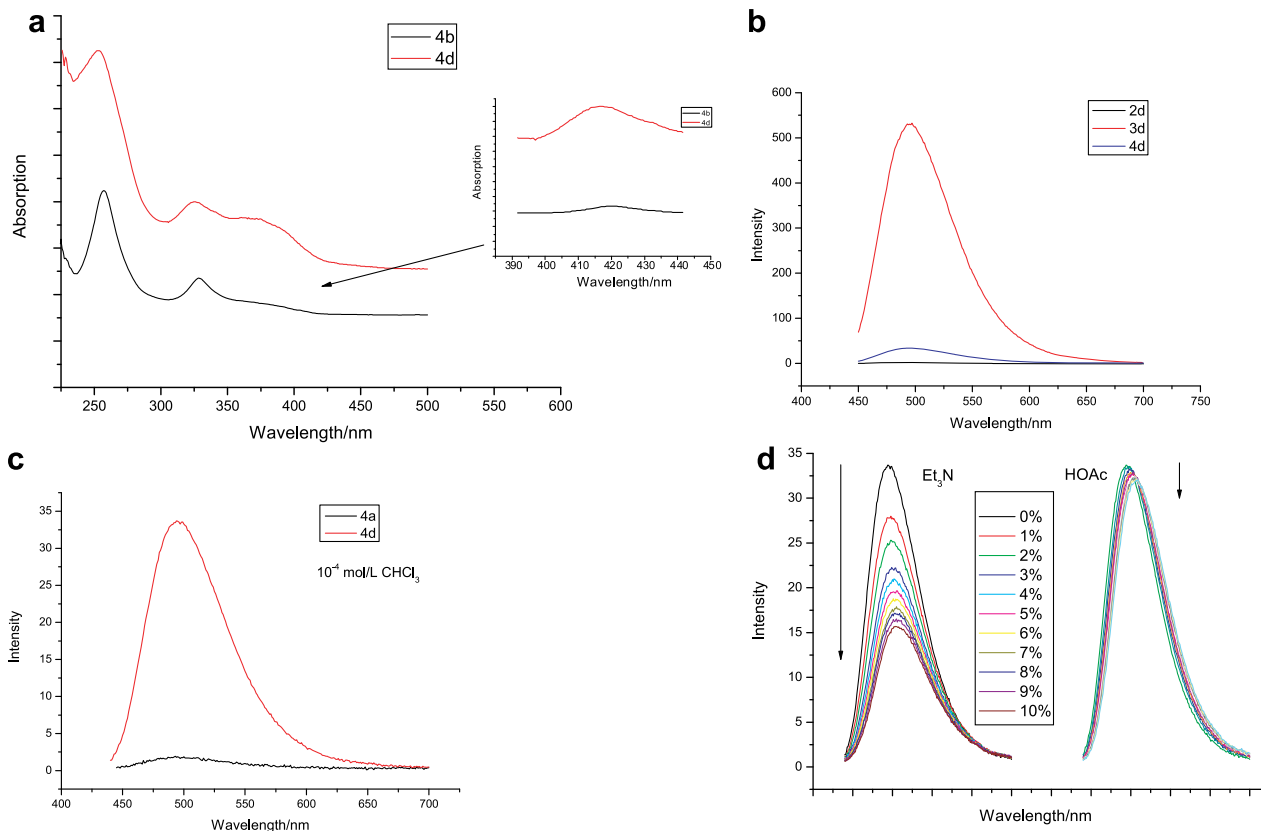 a
4b
4d
Absorption
250 300 350 400 450 500 550 600
Wavelength/nm
4b
4d
Absorption
390 400 410 420 430 440 450
Wavelength/nm
b
2d
3d
4d
600
500
400
300
200
100
0
Intensity
400 450 500 550 600 650 700 750
Wavelength/nm
c
4a
4d
10⁻⁴ mol/L CHCl₃
35
30
25
20
15
10
5
0
Intensity
400 450 500 550 600 650 700
Wavelength/nm
d
Et₃N
HOAc
0%
1%
2%
3%
4%
5%
6%
7%
8%
9%
10%
35
30
25
20
15
10
5
0
Intensity
Wavelength/nm